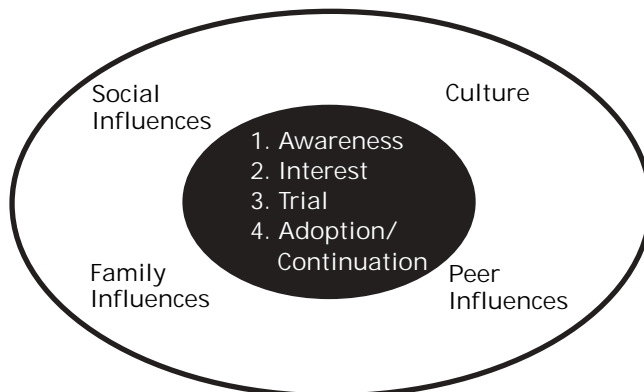 Social
Influences
Culture
1. Awareness
2. Interest
3. Trial
4. Adoption/
Continuation
Family
Influences
Peer
Influences